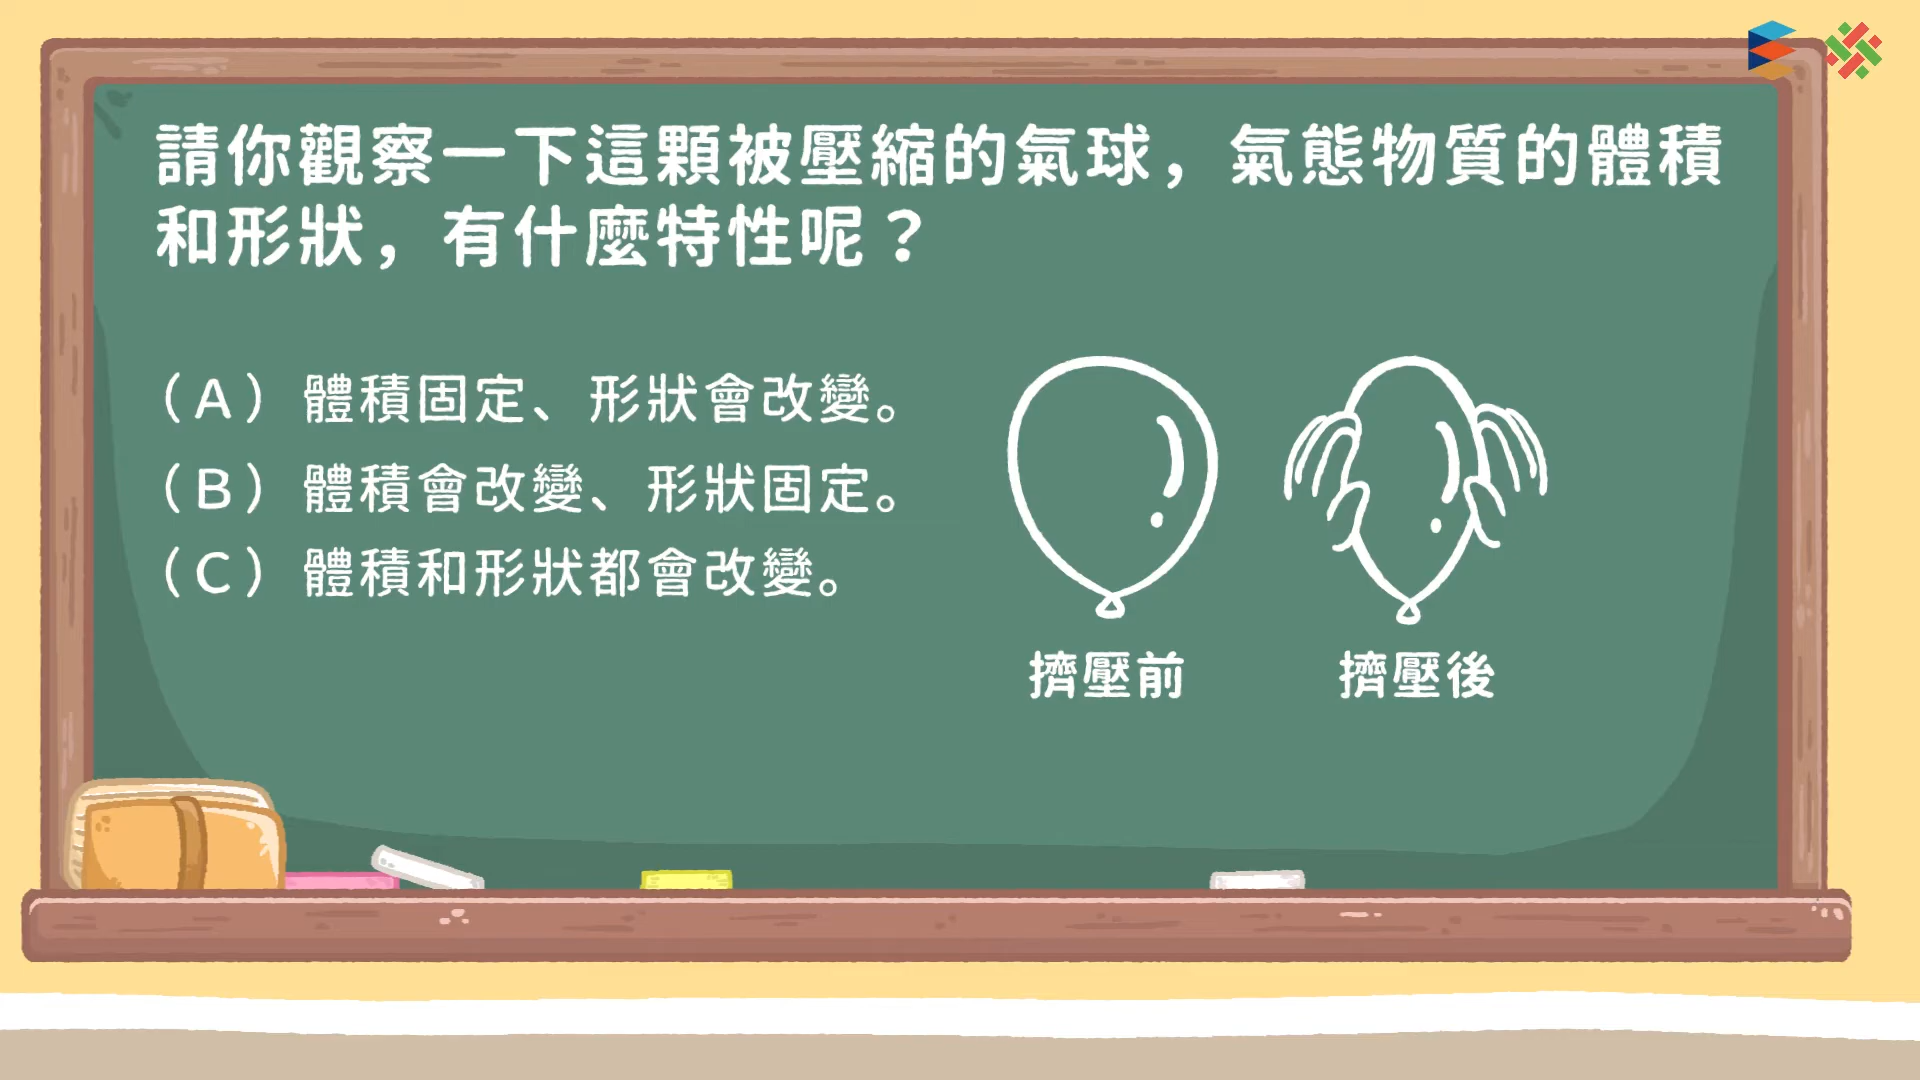 請你觀察一下這顆被壓縮的氣球，氣態物質的體積
和形狀，有什麼特性呢？
（A）體積固定、形狀會改變。
（B）體積會改變、形狀固定。
（C）體積和形狀都會改變。
擠壓前
擠壓後